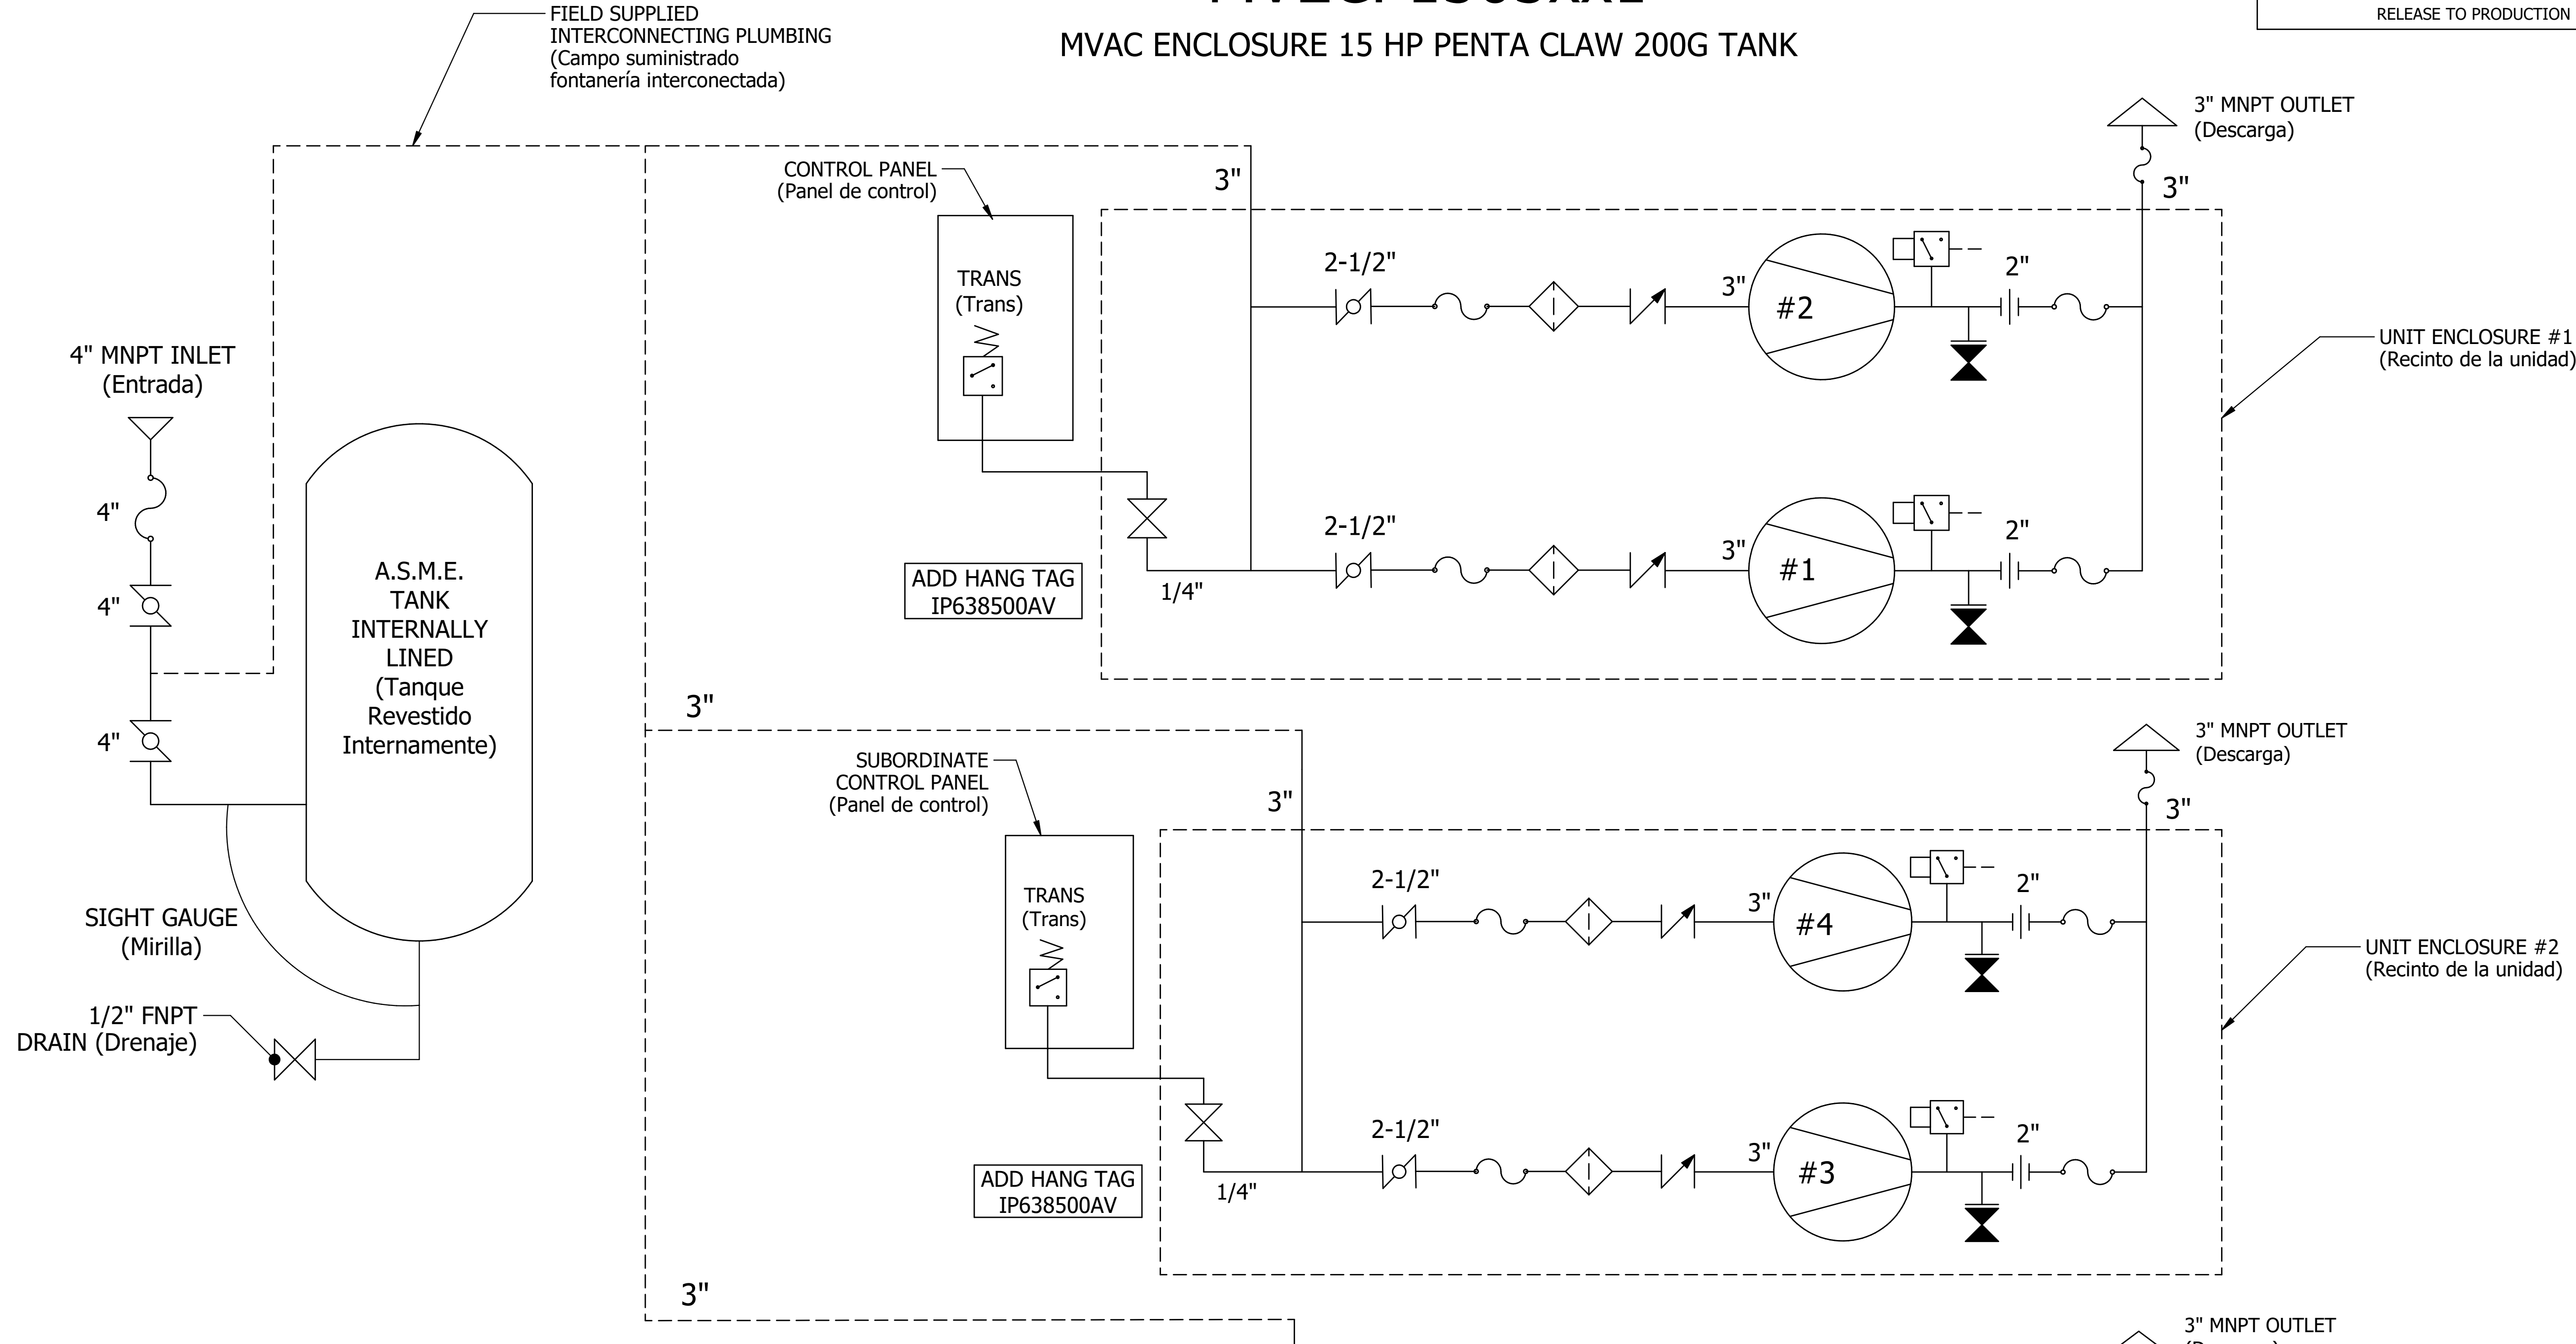 RELEASE TO PRODUCTION
MVAC ENCLOSURE 15 HP PENTA CLAW 200G TANK
FIELD SUPPLIED
INTERCONNECTING PLUMBING
(Campo suministrado
fontanería interconectada)
3" MNPT OUTLET
(Descarga)
3"
CONTROL PANEL
(Panel de control)
3"
TRANS
(Trans)
2-1/2"
3"
#2
2"
UNIT ENCLOSURE #1
(Recinto de la unidad)
4" MNPT INLET
(Entrada)
4"
4"
4"
A.S.M.E.
TANK
INTERNALLY
LINED
(Tanque
Revestido
Internamente)
2-1/2"
3"
#1
2"
1/4"
ADD HANG TAG
IP638500AV
3"
3" MNPT OUTLET
(Descarga)
3"
SUBORDINATE
CONTROL PANEL
(Panel de control)
3"
TRANS
(Trans)
2-1/2"
3"
#4
2"
UNIT ENCLOSURE #2
(Recinto de la unidad)
SIGHT GAUGE
(Mirilla)
1/2" FNPT
DRAIN (Drenaje)
2-1/2"
3"
#3
2"
1/4"
ADD HANG TAG
IP638500AV
3"
3" MNPT OUTLET